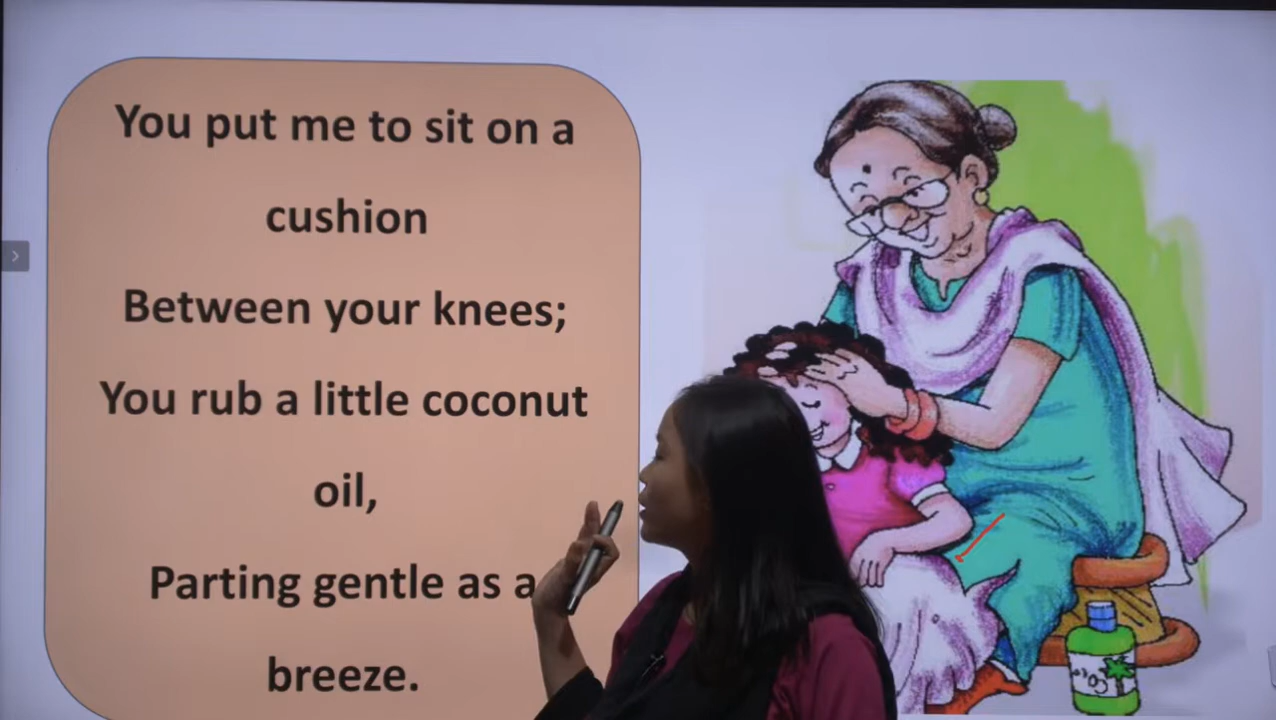 You put me to sit on a
cushion
Between your knees;
You rub a little coconut
oil,
Parting gentle as a
breeze.